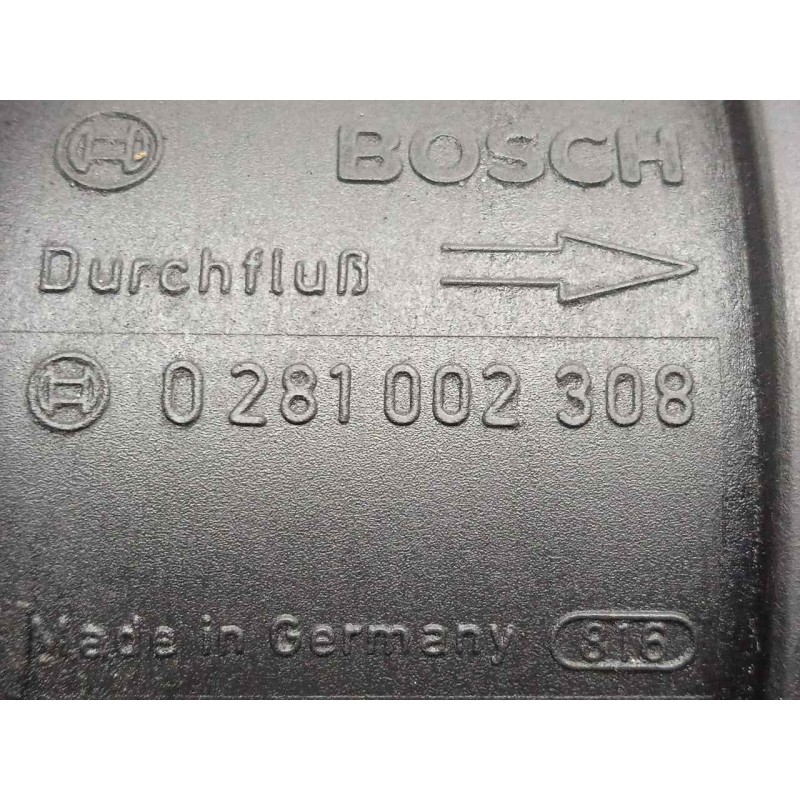 BOSCH
Durchfluß
0 281 002 308
Made in Germany 816